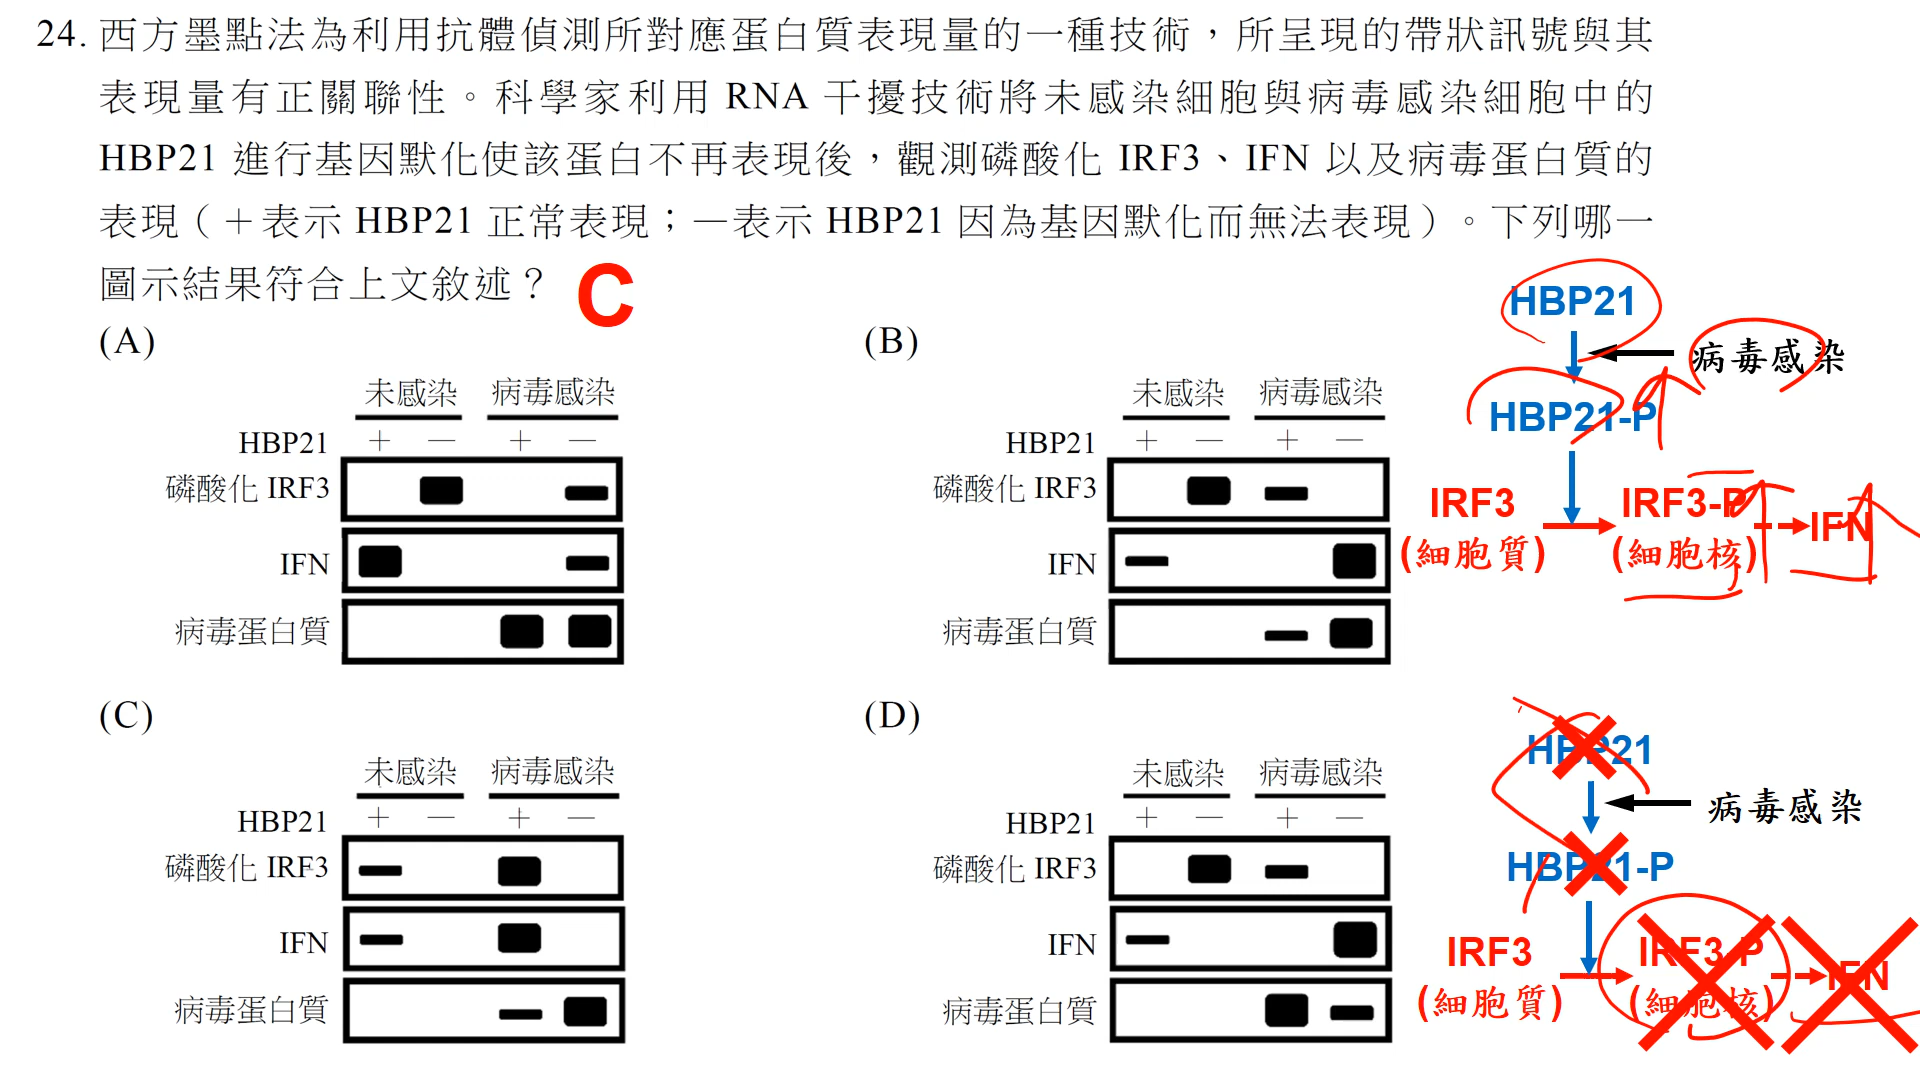 24. 西方墨點法為利用抗體偵測所對應蛋白質表現量的一種技術，所呈現的帶狀訊號與其
表現量有正關聯性。科學家利用 RNA 干擾技術將未感染細胞與病毒感染細胞中的
HBP21 進行基因默化使該蛋白不再表現後，觀測磷酸化 IRF3、IFN 以及病毒蛋白質的
表現（＋表示 HBP21 正常表現；－表示 HBP21 因為基因默化而無法表現）。下列哪一
圖示結果符合上文敘述？ C
(A)
未感染 病毒感染
HBP21 ＋ － ＋ －
磷酸化 IRF3
IFN
病毒蛋白質
(B)
未感染 病毒感染
HBP21 ＋ － ＋ －
磷酸化 IRF3
IFN
病毒蛋白質
HBP21
病毒感染
HBP21-P
IRF3 IRF3-P IFN
(細胞質) (細胞核)
(C)
未感染 病毒感染
HBP21 ＋ － ＋ －
磷酸化 IRF3
IFN
病毒蛋白質
(D)
未感染 病毒感染
HBP21 ＋ － ＋ －
磷酸化 IRF3
IFN
病毒蛋白質
HBP21
病毒感染
HBP21-P
IRF3 IRF3-P IFN
(細胞質) (細胞核)